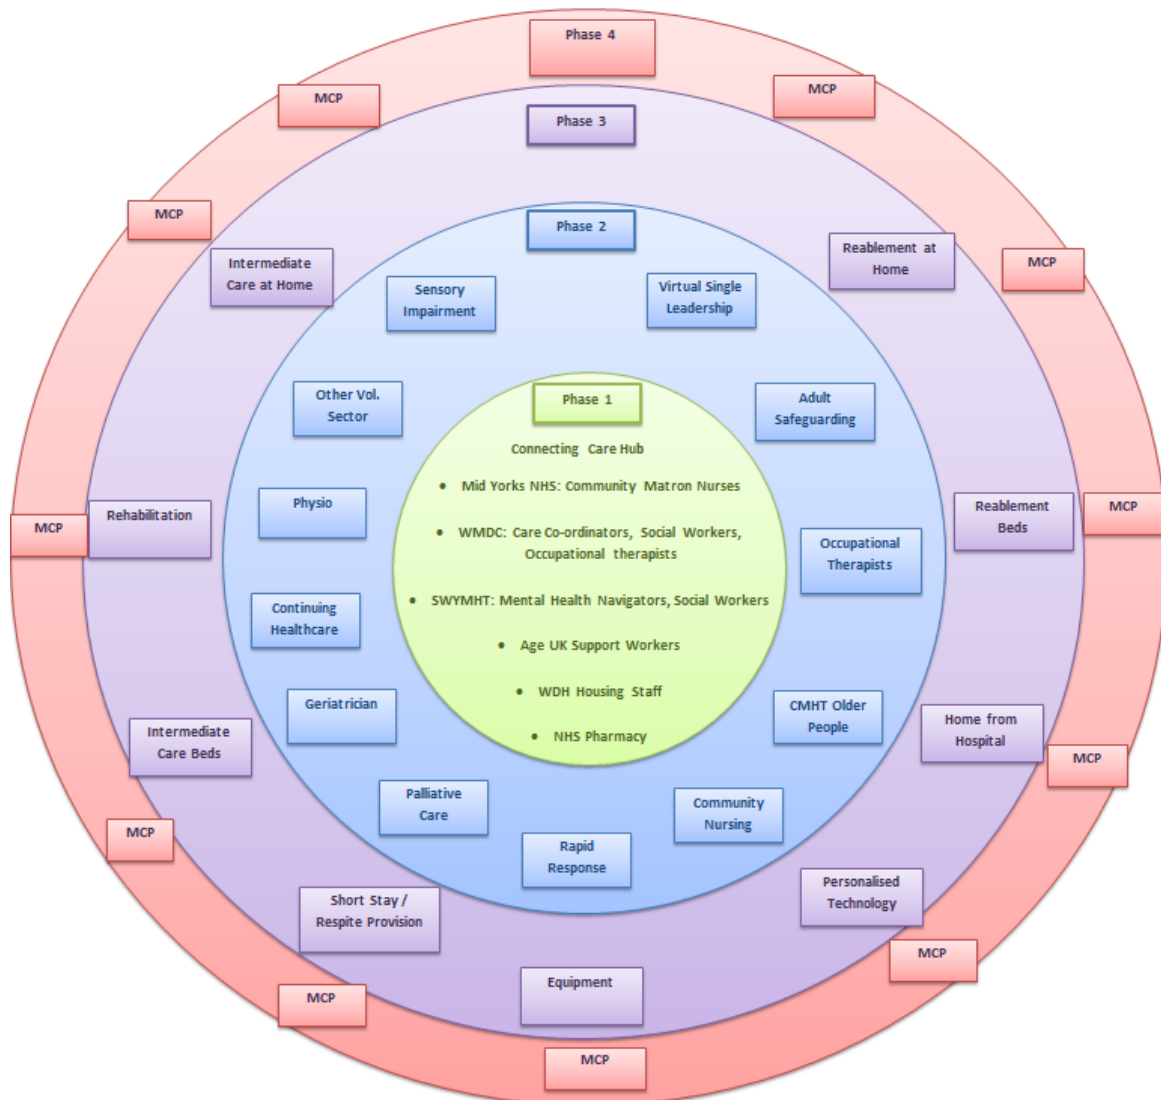 Phase 4
MCP
MCP
Phase 3
MCP
Phase 2
Intermediate
Care at Home
Reablement at
Home
MCP
Sensory
Impairment
Virtual Single
Leadership
Other Vol.
Sector
Phase 1
Adult
Safeguarding
Connecting Care Hub
• Mid Yorks NHS: Community Matron Nurses
• WMDC: Care Co-ordinators, Social Workers,
Occupational therapists
• SWYMHT: Mental Health Navigators, Social Workers
• Age UK Support Workers
• WDH Housing Staff
• NHS Pharmacy
MCP
Rehabilitation
Physio
Reablement
Beds
MCP
Occupational
Therapists
Continuing
Healthcare
Geriatrician
CMHT Older
People
Intermediate
Care Beds
Home from
Hospital
MCP
Palliative
Care
Community
Nursing
MCP
Rapid
Response
Short Stay /
Respite Provision
Personalised
Technology
MCP
Equipment
MCP
MCP